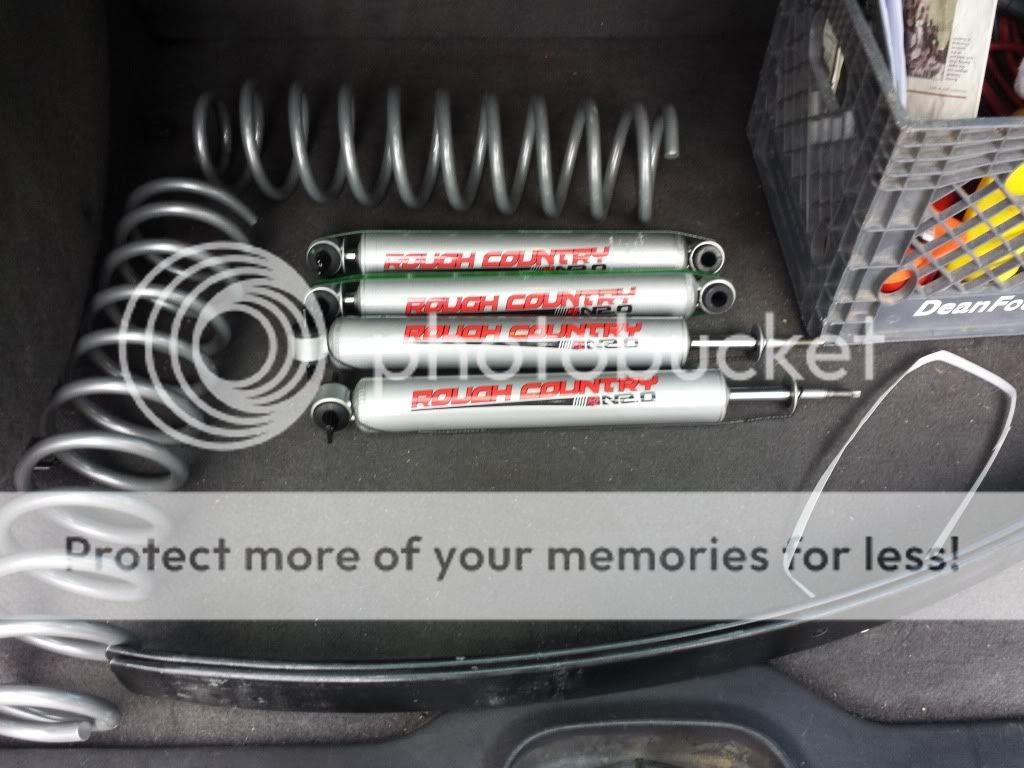 ROUGH COUNTRY
N2.0
ROUGH COUNTRY
N2.0
ROUGH COUNTRY
N2.0
photobucket
ROUGH COUNTRY
N2.0
DeanFo
Protect more of your memories for less!